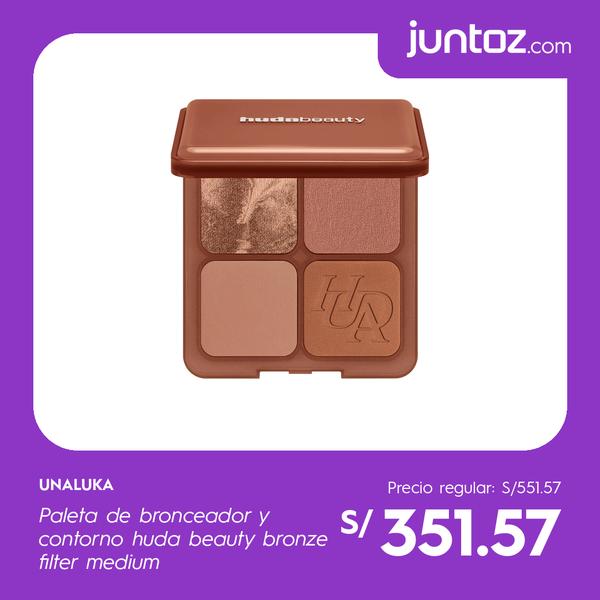 juntoz.com
hudabeauty
HUDA
UNALUKA
Paleta de bronceador y
contorno huda beauty bronze
filter medium
Precio regular: S/551.57
S/ 351.57